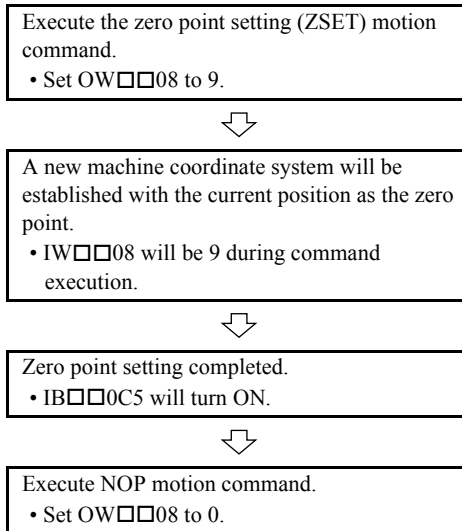 Execute the zero point setting (ZSET) motion
command.
• Set OW□□08 to 9.
A new machine coordinate system will be
established with the current position as the zero
point.
• IW□□08 will be 9 during command
execution.
Zero point setting completed.
• IB□□0C5 will turn ON.
Execute NOP motion command.
• Set OW□□08 to 0.